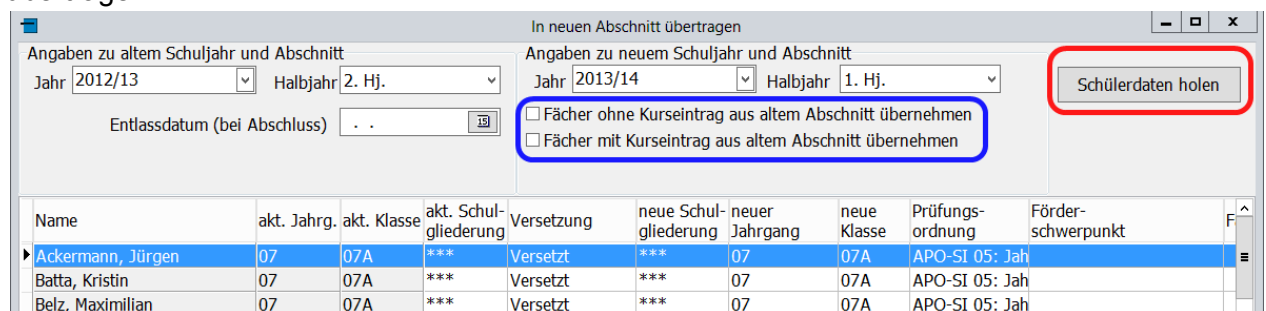 In neuen Abschnitt übertragen
Angaben zu altem Schuljahr und Abschnitt
Jahr 2012/13 Halbjahr 2. Hj.
Entlassdatum (bei Abschluss) . . 15
Angaben zu neuem Schuljahr und Abschnitt
Jahr 2013/14 Halbjahr 1. Hj.
Fächer ohne Kurseintrag aus altem Abschnitt übernehmen
Fächer mit Kurseintrag aus altem Abschnitt übernehmen
Schülerdaten holen
Name akt. Jahrg. akt. Klasse akt. Schul-gliederung Versetzung neue Schul-gliederung neuer Jahrgang neue Klasse Prüfungs-ordnung Förder-schwerpunkt F
Ackermann, Jürgen 07 07A *** Versetzt *** 07 07A APO-SI 05: Jah
Batta, Kristin 07 07A *** Versetzt *** 07 07A APO-SI 05: Jah
Belz, Maximilian 07 07A *** Versetzt *** 07 07A APO-SI 05: Jah